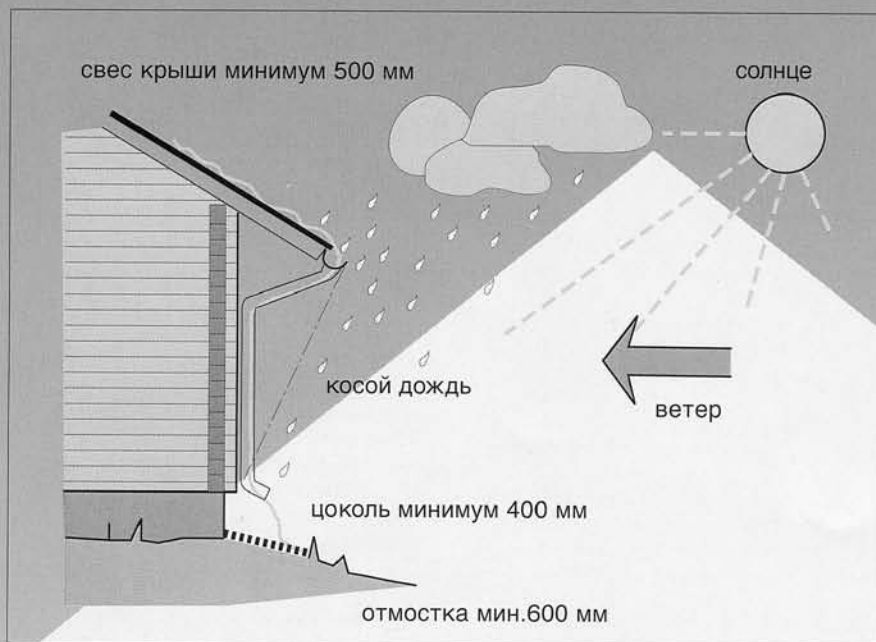 свес крыши минимум 500 мм
солнце
косой дождь
ветер
цоколь минимум 400 мм
отмостка мин.600 мм